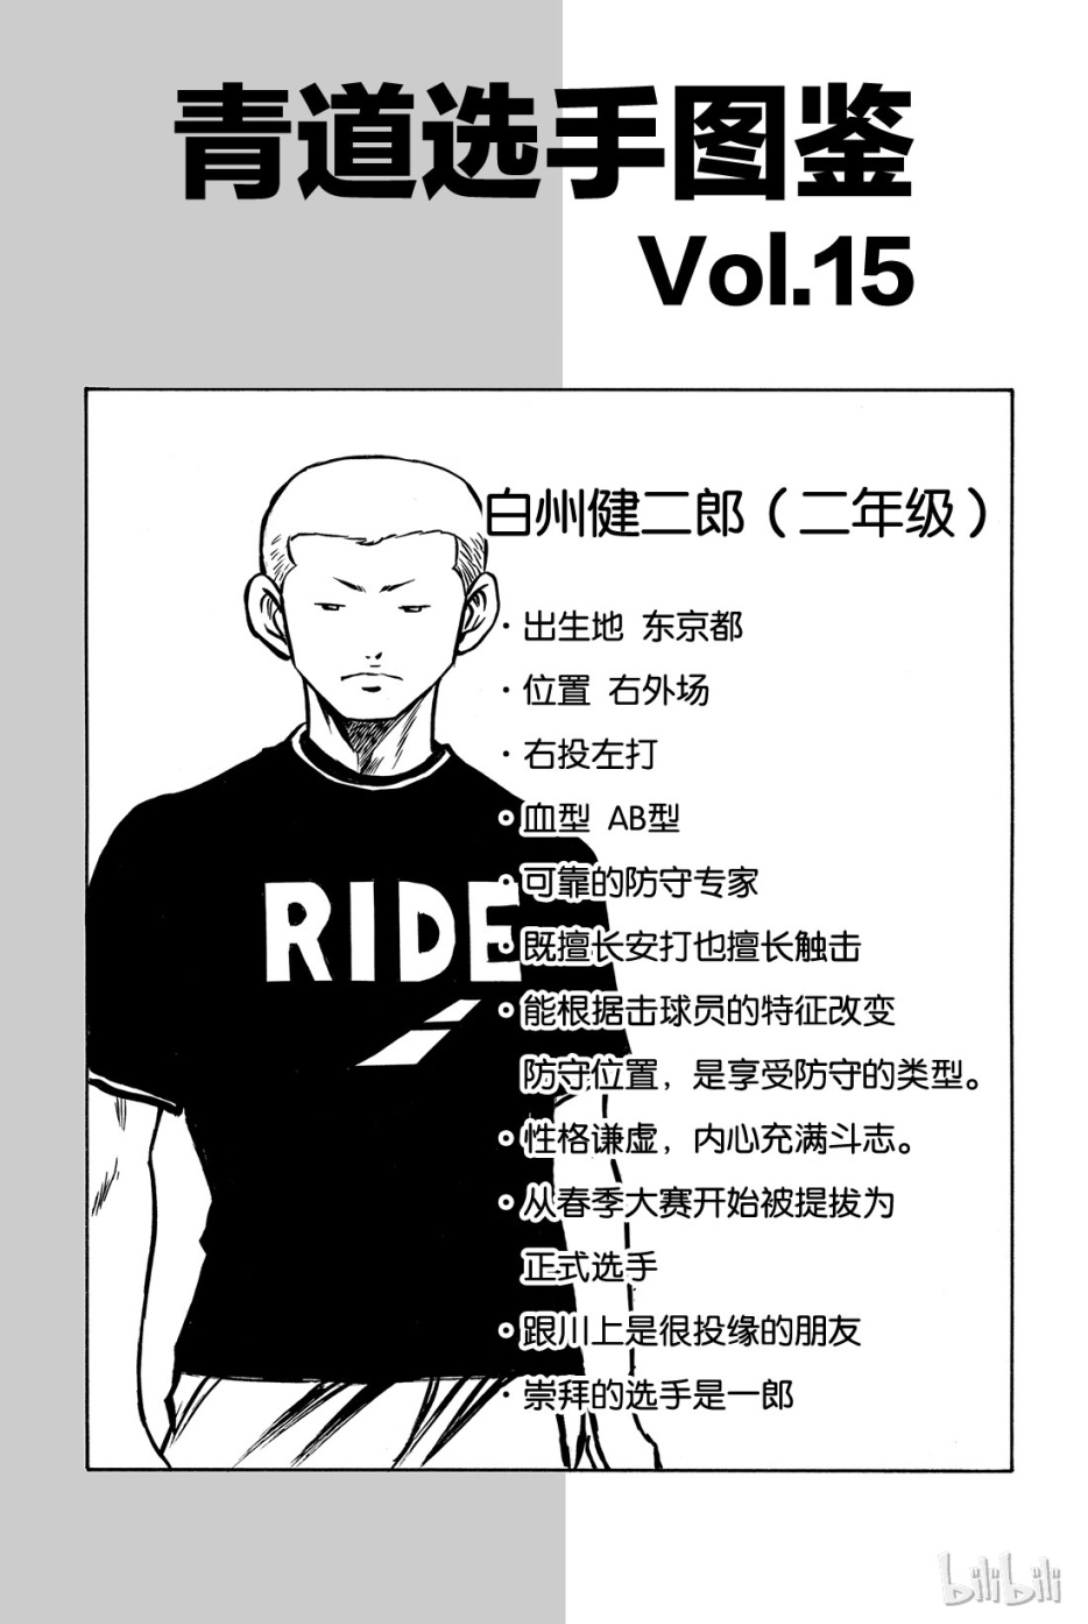 青道选手图鉴
Vol.15
白州健二郎（二年级）
·出生地 东京都
·位置 右外场
·右投左打
·血型 AB型
·可靠的防守专家
·既擅长安打也擅长触击
·能根据击球员的特征改变
防守位置，是享受防守的类型。
·性格谦虚，内心充满斗志。
·从春季大赛开始被提拔为
正式选手
·跟川上是很投缘的朋友
·崇拜的选手是一郎
RIDE
bilibili